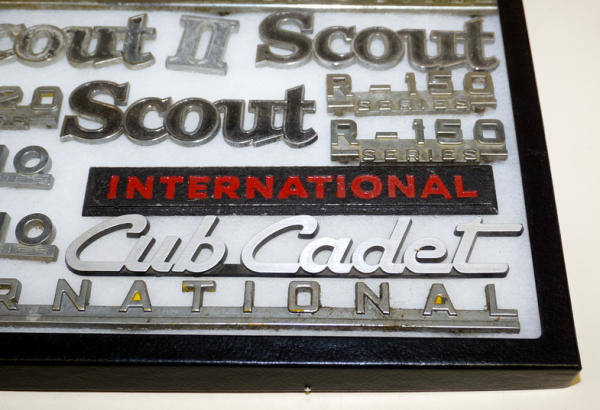 Scout II Scout
R-150
SERIES
Scout
R-150
SERIES
INTERNATIONAL
Cub Cadet
RNATIONAL